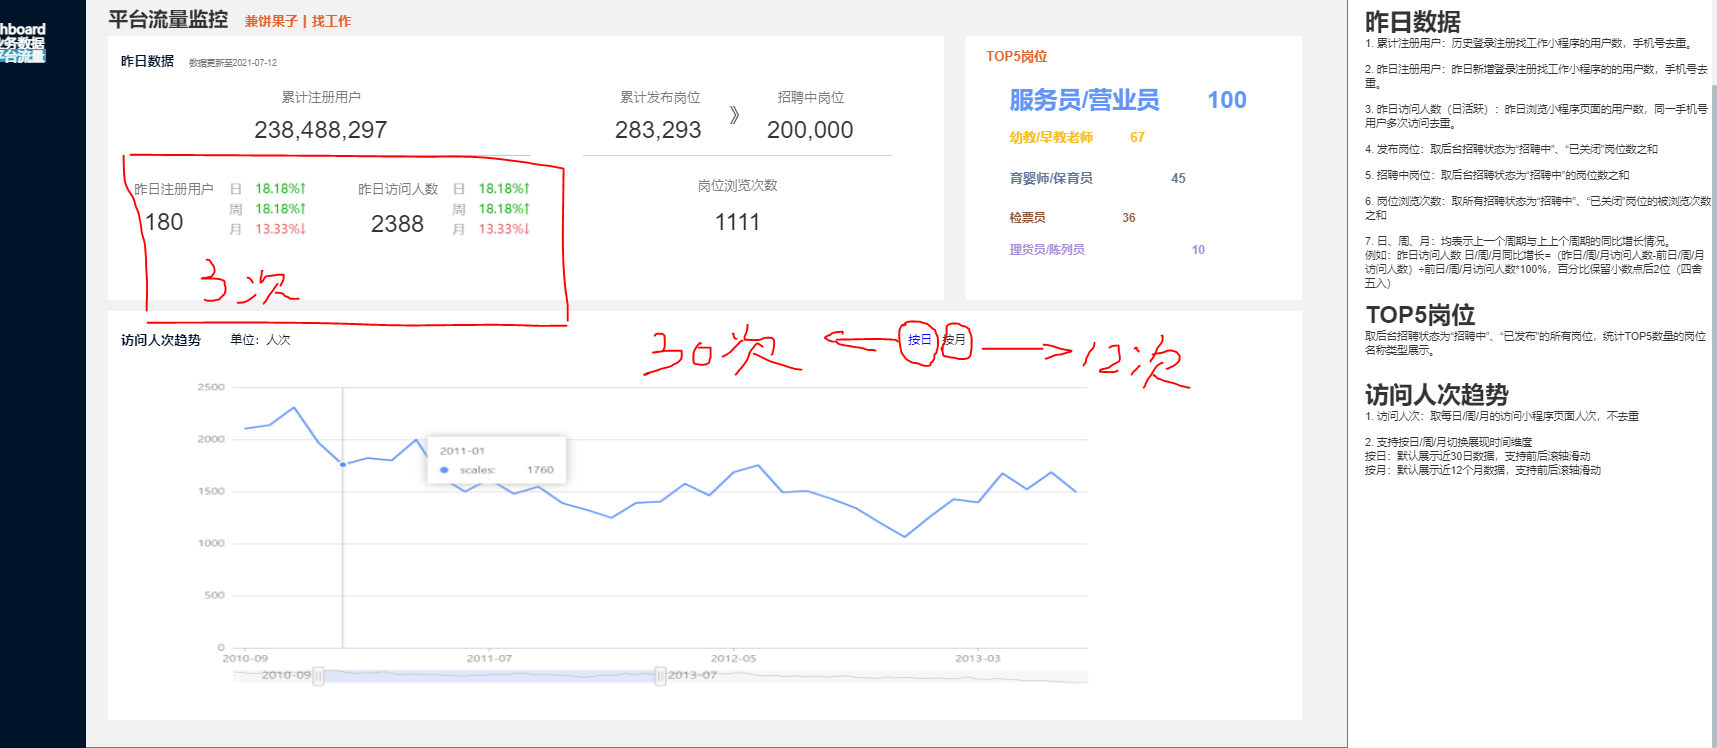 hboard
业务数据
平台流量
平台流量监控 兼饼果子 | 找工作
昨日数据 数据更新至2021-07-12
累计注册用户
238,488,297
累计发布岗位
283,293
》
招聘中岗位
200,000
昨日注册用户
180
日 18.18%↑
周 18.18%↑
月 13.33%↓
昨日访问人数
2388
日 18.18%↑
周 18.18%↑
月 13.33%↓
3次
岗位浏览次数
1111
TOP5岗位
服务员/营业员 100
幼教/早教老师 67
育婴师/保育员 45
检票员 36
理货员/陈列员 10
访问人次趋势 单位：人次
30次
按日 按月
12次
2500
2000
1500
1000
500
0
2011-01
scales: 1760
2010-09 2011-07 2012-05 2013-03
2010-09 2013-07
昨日数据
1. 累计注册用户：历史登录注册找工作小程序的用户数，手机号去重。
2. 昨日注册用户：昨日新增登录注册找工作小程序的的用户数，手机号去
重。
3. 昨日访问人数（日活跃）：昨日浏览小程序页面的用户数，同一手机号
用户多次访问去重。
4. 发布岗位：取后台招聘状态为“招聘中”、“已关闭”岗位数之和
5. 招聘中岗位：取后台招聘状态为“招聘中”的岗位数之和
6. 岗位浏览次数：取所有招聘状态为“招聘中”、“已关闭”岗位的被浏览次数
之和
7. 日、周、月：均表示上一个周期与上上个周期的同比增长情况。
例如：昨日访问人数 日/周/月同比增长=（昨日/周/月访问人数-前日/周/月
访问人数）÷前日/周/月访问人数*100%，百分比保留小数点后2位（四舍
五入）
TOP5岗位
取后台招聘状态为“招聘中”、“已发布”的所有岗位，统计TOP5数量的岗位
名称类型展示。
访问人次趋势
1. 访问人次：取每日/周/月的访问小程序页面人次，不去重
2. 支持按日/周/月切换展现时间维度
按日：默认展示近30日数据，支持前后滚轴滑动
按月：默认展示近12个月数据，支持前后滚轴滑动